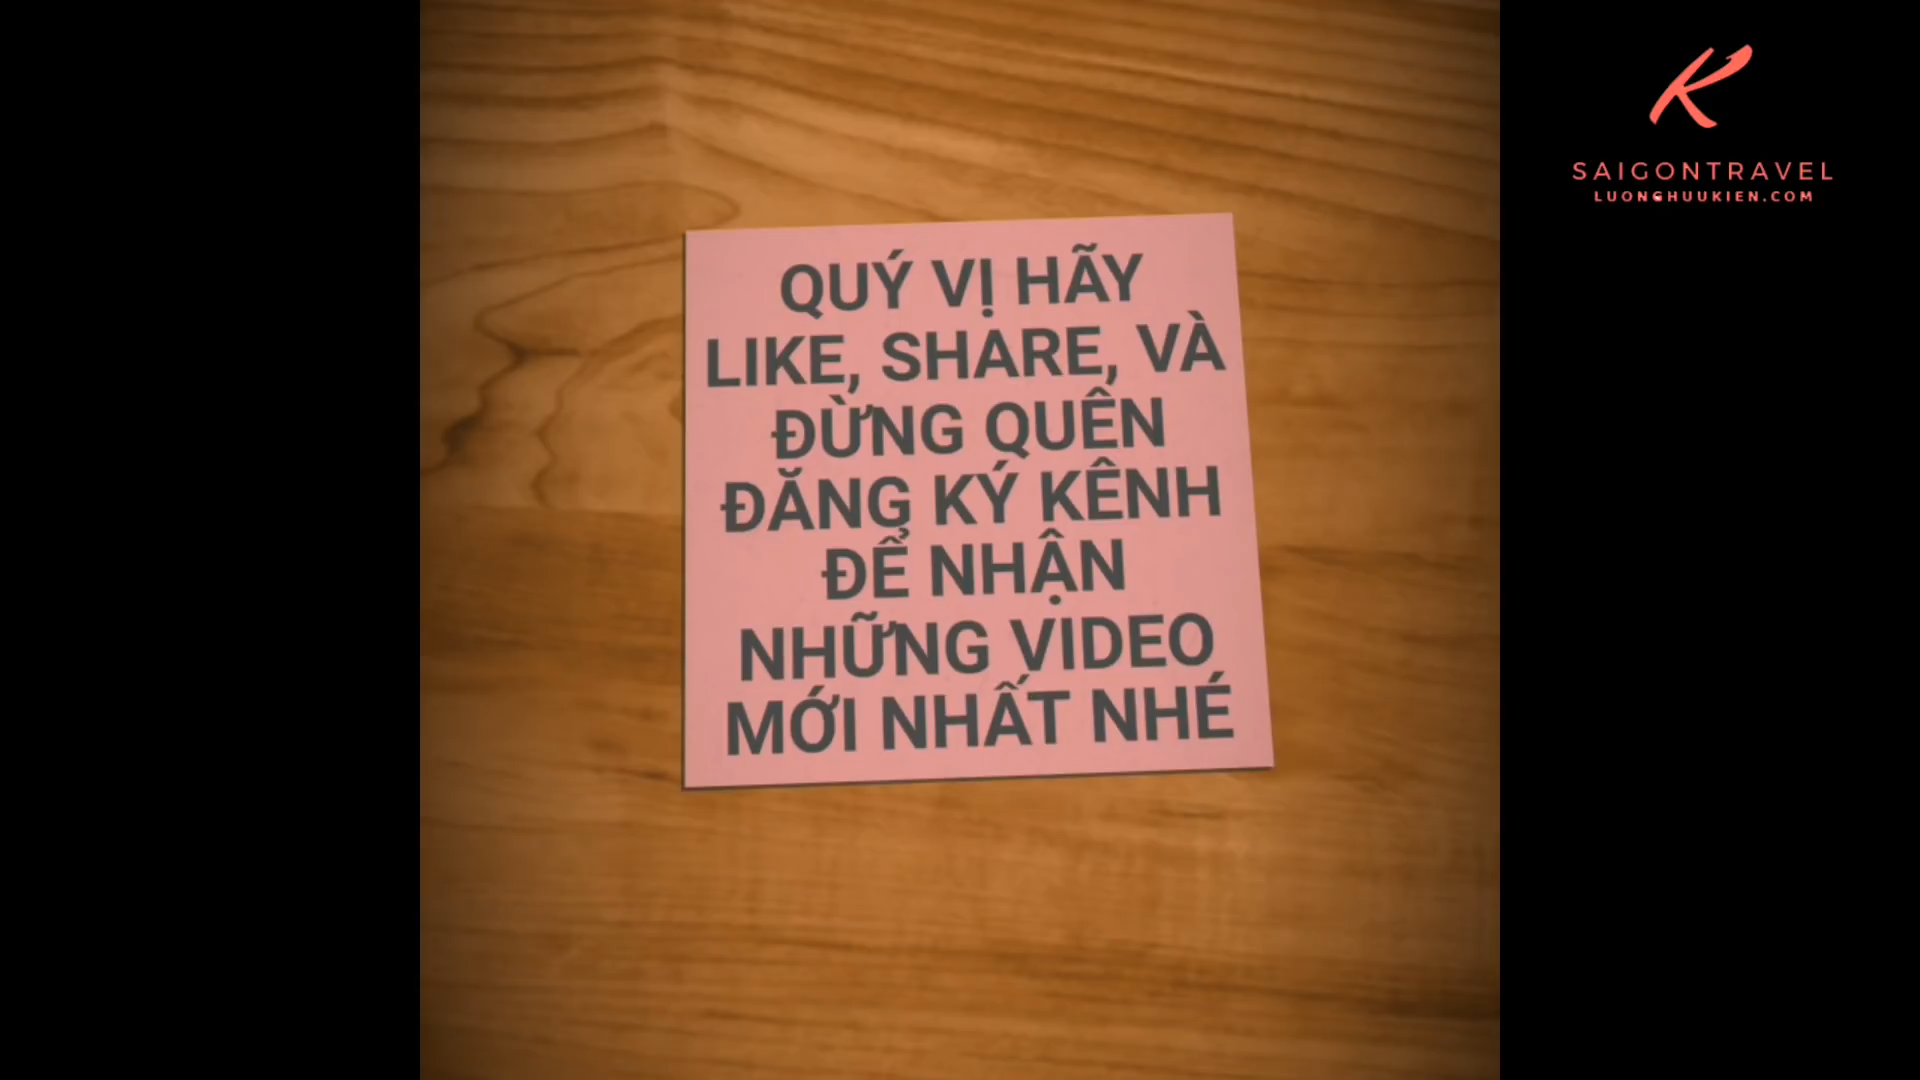 QUÝ VỊ HÃY
LIKE, SHARE, VÀ
ĐỪNG QUÊN
ĐĂNG KÝ KÊNH
ĐỂ NHẬN
NHỮNG VIDEO
MỚI NHẤT NHÉ
K
SAIGONTRAVEL
LUONGHUUKIEN.COM